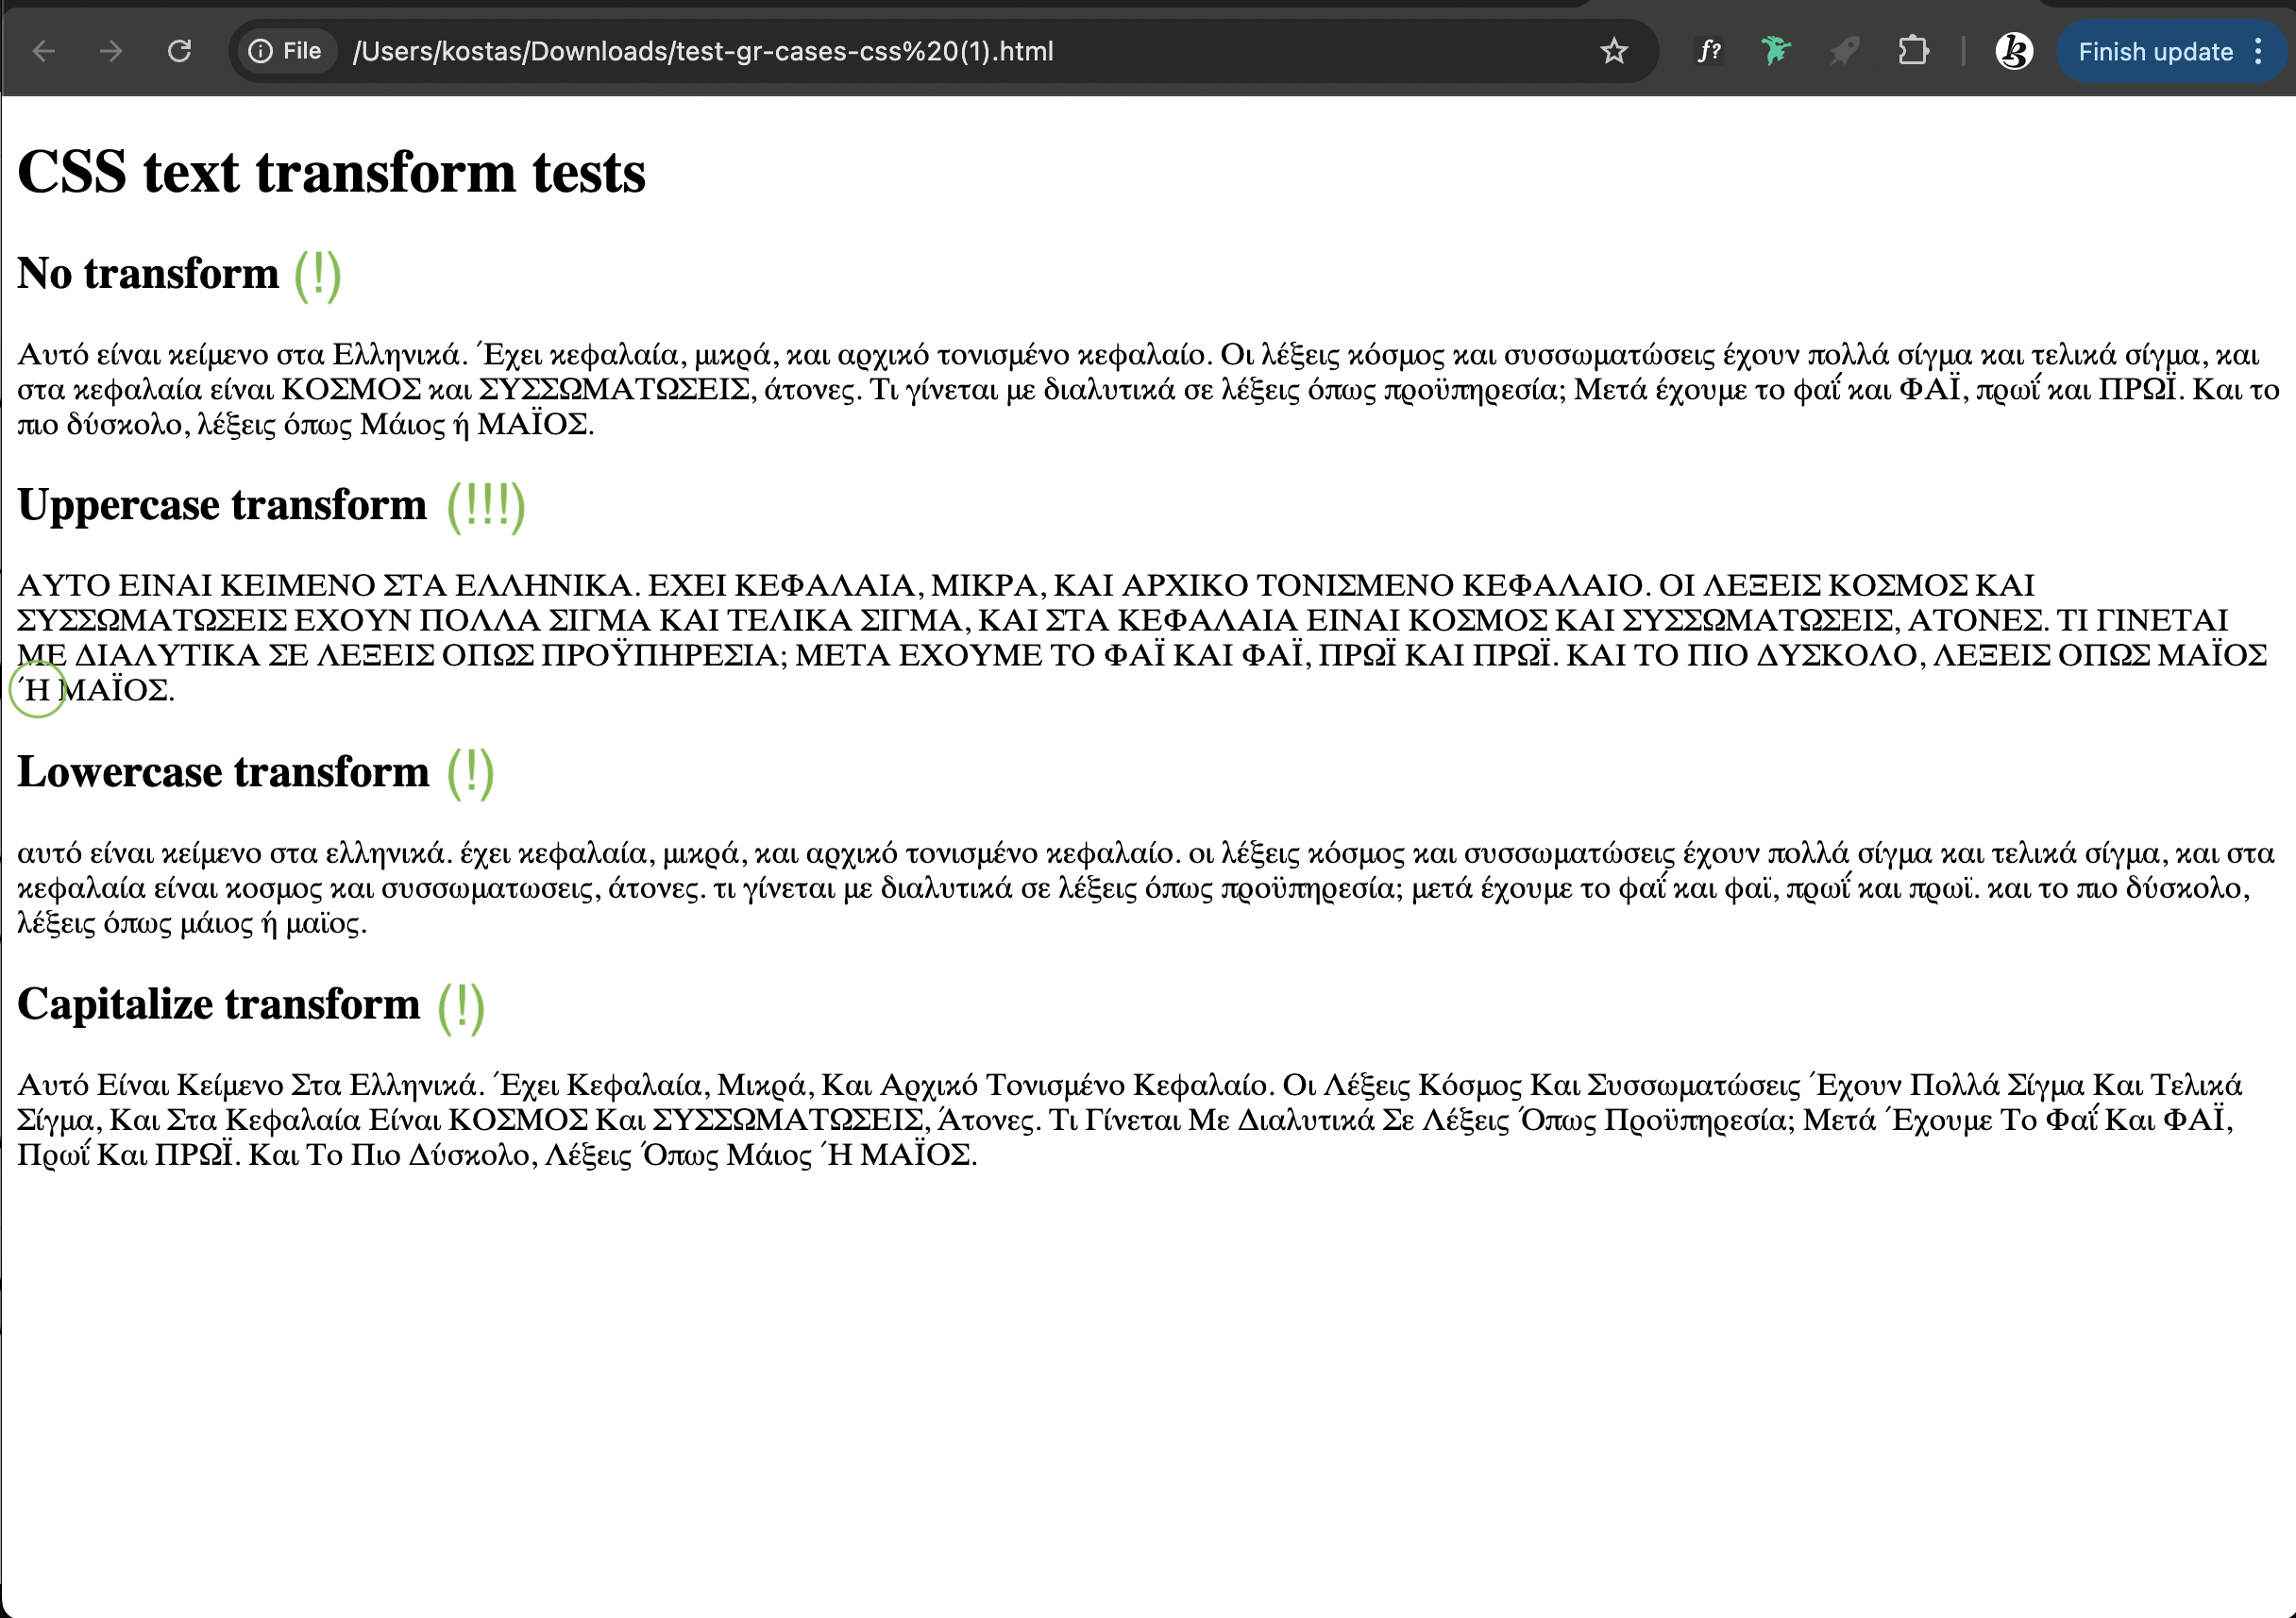 File /Users/kostas/Downloads/test-gr-cases-css%20(1).html f? Finish update
CSS text transform tests
No transform (!)
Αυτό είναι κείμενο στα Ελληνικά. Έχει κεφαλαία, μικρά, και αρχικό τονισμένο κεφαλαίο. Οι λέξεις κόσμος και συσσωματώσεις έχουν πολλά σίγμα και τελικά σίγμα, και
στα κεφαλαία είναι ΚΟΣΜΟΣ και ΣΥΣΣΩΜΑΤΩΣΕΙΣ, άτονες. Τι γίνεται με διαλυτικά σε λέξεις όπως προϋπηρεσία; Μετά έχουμε το φαΐ και ΦΑΪ, πρωΐ και ΠΡΩΪ. Και το
πιο δύσκολο, λέξεις όπως Μάιος ή ΜΑΪΟΣ.
Uppercase transform (!!!)
ΑΥΤΟ ΕΙΝΑΙ ΚΕΙΜΕΝΟ ΣΤΑ ΕΛΛΗΝΙΚΑ. ΕΧΕΙ ΚΕΦΑΛΑΙΑ, ΜΙΚΡΑ, ΚΑΙ ΑΡΧΙΚΟ ΤΟΝΙΣΜΕΝΟ ΚΕΦΑΛΑΙΟ. ΟΙ ΛΕΞΕΙΣ ΚΟΣΜΟΣ ΚΑΙ
ΣΥΣΣΩΜΑΤΩΣΕΙΣ ΕΧΟΥΝ ΠΟΛΛΑ ΣΙΓΜΑ ΚΑΙ ΤΕΛΙΚΑ ΣΙΓΜΑ, ΚΑΙ ΣΤΑ ΚΕΦΑΛΑΙΑ ΕΙΝΑΙ ΚΟΣΜΟΣ ΚΑΙ ΣΥΣΣΩΜΑΤΩΣΕΙΣ, ΑΤΟΝΕΣ. ΤΙ ΓΙΝΕΤΑΙ
ΜΕ ΔΙΑΛΥΤΙΚΑ ΣΕ ΛΕΞΕΙΣ ΟΠΩΣ ΠΡΟΫΠΗΡΕΣΙΑ; ΜΕΤΑ ΕΧΟΥΜΕ ΤΟ ΦΑΪ ΚΑΙ ΦΑΪ, ΠΡΩΪ ΚΑΙ ΠΡΩΪ. ΚΑΙ ΤΟ ΠΙΟ ΔΥΣΚΟΛΟ, ΛΕΞΕΙΣ ΟΠΩΣ ΜΑΪΟΣ
Ή ΜΑΪΟΣ.
Lowercase transform (!)
αυτό είναι κείμενο στα ελληνικά. έχει κεφαλαία, μικρά, και αρχικό τονισμένο κεφαλαίο. οι λέξεις κόσμος και συσσωματώσεις έχουν πολλά σίγμα και τελικά σίγμα, και στα
κεφαλαία είναι κοσμος και συσσωματωσεις, άτονες. τι γίνεται με διαλυτικά σε λέξεις όπως προϋπηρεσία; μετά έχουμε το φαΐ και φαϊ, πρωΐ και πρωϊ. και το πιο δύσκολο,
λέξεις όπως μάιος ή μαϊος.
Capitalize transform (!)
Αυτό Είναι Κείμενο Στα Ελληνικά. Έχει Κεφαλαία, Μικρά, Και Αρχικό Τονισμένο Κεφαλαίο. Οι Λέξεις Κόσμος Και Συσσωματώσεις Έχουν Πολλά Σίγμα Και Τελικά
Σίγμα, Και Στα Κεφαλαία Είναι ΚΟΣΜΟΣ Και ΣΥΣΣΩΜΑΤΩΣΕΙΣ, Άτονες. Τι Γίνεται Με Διαλυτικά Σε Λέξεις Όπως Προϋπηρεσία; Μετά Έχουμε Το Φαΐ Και ΦΑΪ,
Πρωΐ Και ΠΡΩΪ. Και Το Πιο Δύσκολο, Λέξεις Όπως Μάιος Ή ΜΑΪΟΣ.